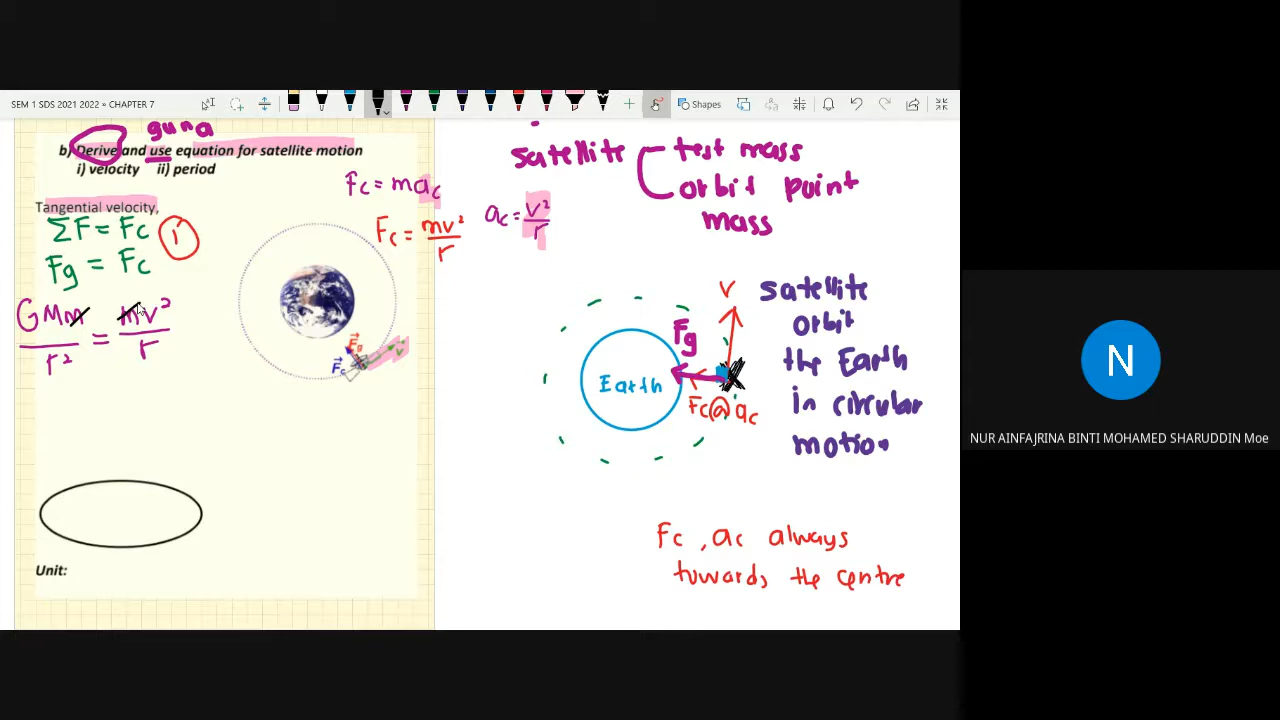 SEM 1 SDS 2021 2022 » CHAPTER 7
Shapes
guna
b) Derive and use equation for satellite motion
i) velocity ii) period
Tangential velocity,
ΣF = Fc
1
Fg = Fc
GMm / r² = mv² / r
Fc = mac
Fc = mv² / r
ac = v² / r
Fg
Fc
v
Unit:
satellite
test mass
orbit point
mass
v
Fg
Earth
Fc @ ac
satellite
orbit
the Earth
in circular
motion
Fc , ac always
towards the centre
N
NUR AINFAJRINA BINTI MOHAMED SHARUDDIN Moe